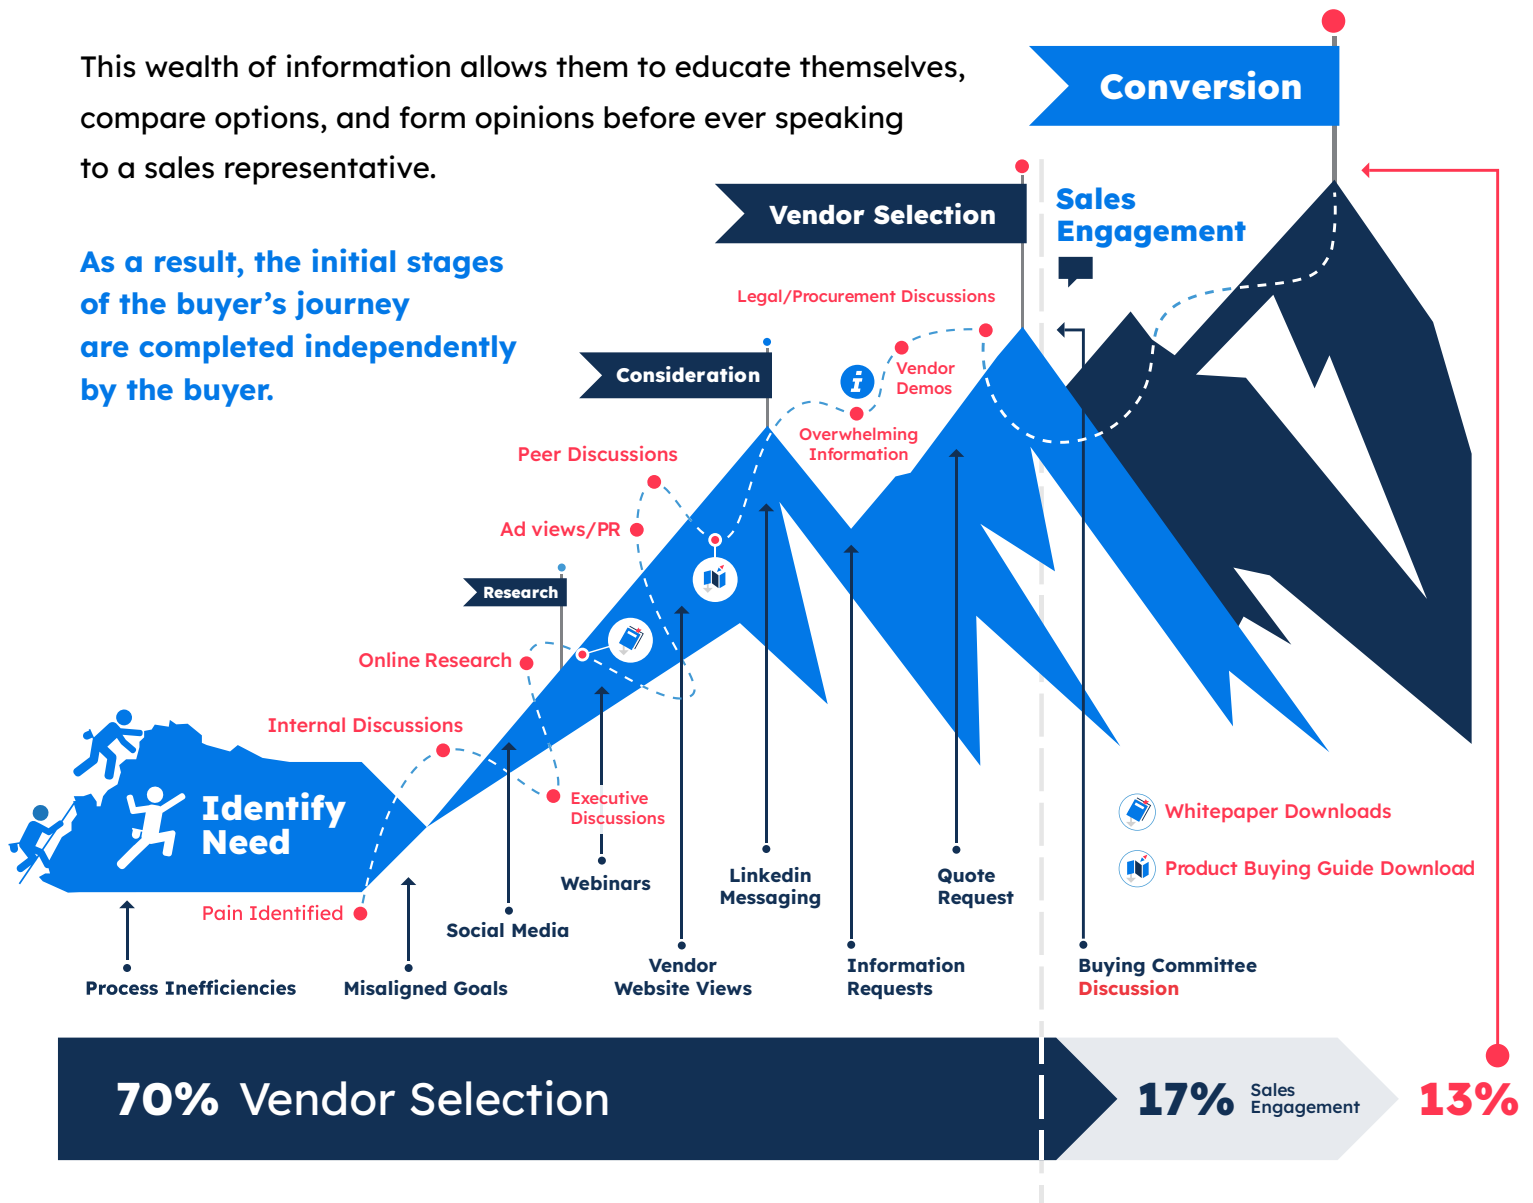 This wealth of information allows them to educate themselves,
compare options, and form opinions before ever speaking
to a sales representative.
As a result, the initial stages
of the buyer’s journey
are completed independently
by the buyer.
Conversion
Vendor Selection
Sales
Engagement
Legal/Procurement Discussions
Consideration
i
Vendor
Demos
Overwhelming
Information
Peer Discussions
Ad views/PR
Research
Online Research
Internal Discussions
Identify
Need
Executive
Discussions
Pain Identified
Whitepaper Downloads
Product Buying Guide Download
Process Inefficiencies
Misaligned Goals
Social Media
Webinars
Vendor
Website Views
Linkedin
Messaging
Information
Requests
Quote
Request
Buying Committee
Discussion
70% Vendor Selection
17% Sales
Engagement
13%